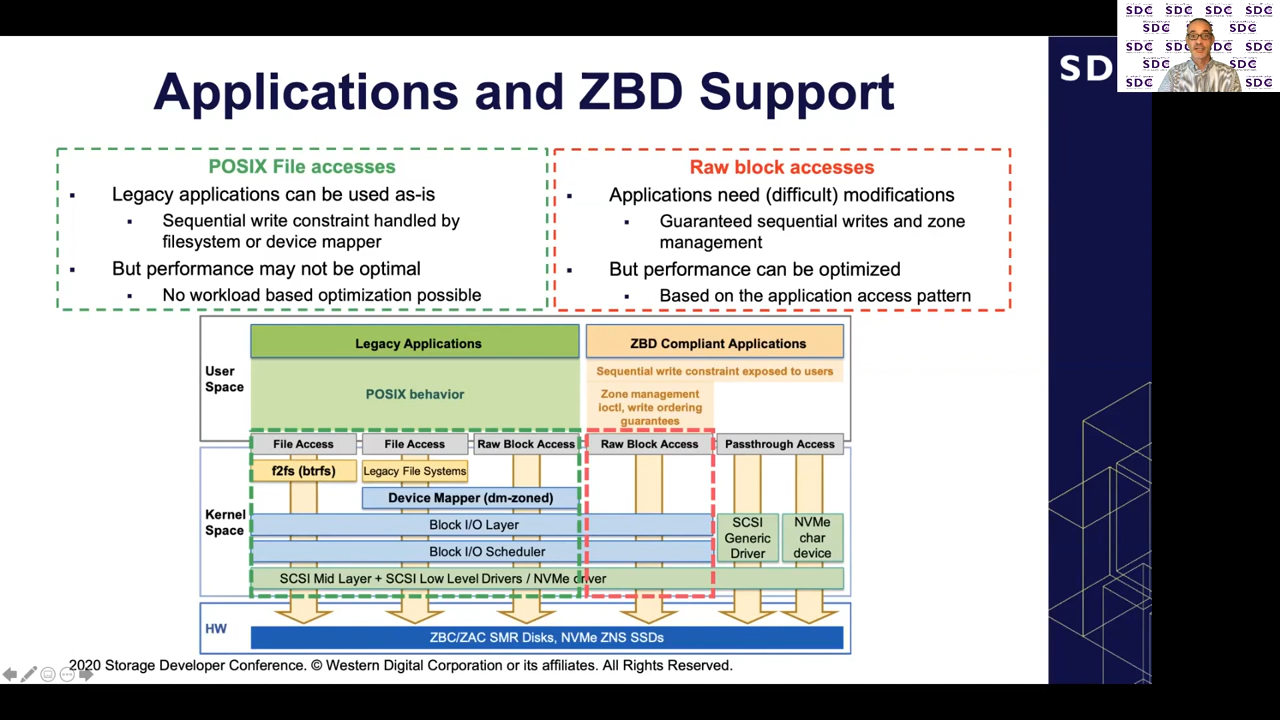 SDC SDC SDC SDC
SDC SDC
SDC SDC
SDC SDC
SDC SDC
Applications and ZBD Support
SD
POSIX File accesses
▪ Legacy applications can be used as-is
▪ Sequential write constraint handled by
filesystem or device mapper
▪ But performance may not be optimal
▪ No workload based optimization possible
Raw block accesses
▪ Applications need (difficult) modifications
▪ Guaranteed sequential writes and zone
management
▪ But performance can be optimized
▪ Based on the application access pattern
User
Space
Legacy Applications
ZBD Compliant Applications
Sequential write constraint exposed to users
POSIX behavior
Zone management
ioctl, write ordering
guarantees
File Access
File Access
Raw Block Access
Raw Block Access
Passthrough Access
f2fs (btrfs)
Legacy File Systems
Device Mapper (dm-zoned)
Kernel
Space
Block I/O Layer
SCSI
Generic
Driver
NVMe
char
device
Block I/O Scheduler
SCSI Mid Layer + SCSI Low Level Drivers / NVMe driver
HW
ZBC/ZAC SMR Disks, NVMe ZNS SSDs
2020 Storage Developer Conference. © Western Digital Corporation or its affiliates. All Rights Reserved.